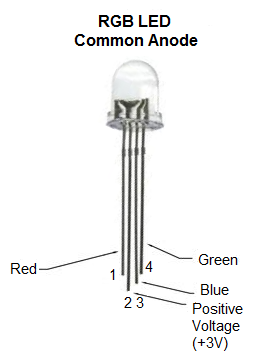 RGB LED
Common Anode
Red
Green
1
4
2 3
Blue
Positive
Voltage
(+3V)